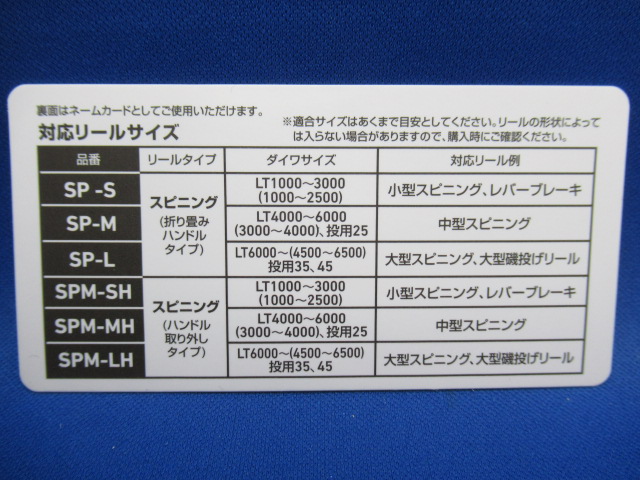 裏面はネームカードとしてご使用いただけます。
対応リールサイズ
※適合サイズはあくまで目安としてください。リールの形状によって
は入らない場合がありますので、購入時にご確認ください。
品番 リールタイプ ダイワサイズ 対応リール例
SP -S
スピニング
(折り畳み
ハンドル
タイプ)
LT1000〜3000
(1000〜2500)
小型スピニング、レバーブレーキ
SP-M
LT4000〜6000
(3000〜4000)、投用25
中型スピニング
SP-L
LT6000〜(4500〜6500)
投用35、45
大型スピニング、大型磯投げリール
SPM-SH
スピニング
(ハンドル
取り外し
タイプ)
LT1000〜3000
(1000〜2500)
小型スピニング、レバーブレーキ
SPM-MH
LT4000〜6000
(3000〜4000)、投用25
中型スピニング
SPM-LH
LT6000〜(4500〜6500)
投用35、45
大型スピニング、大型磯投げリール